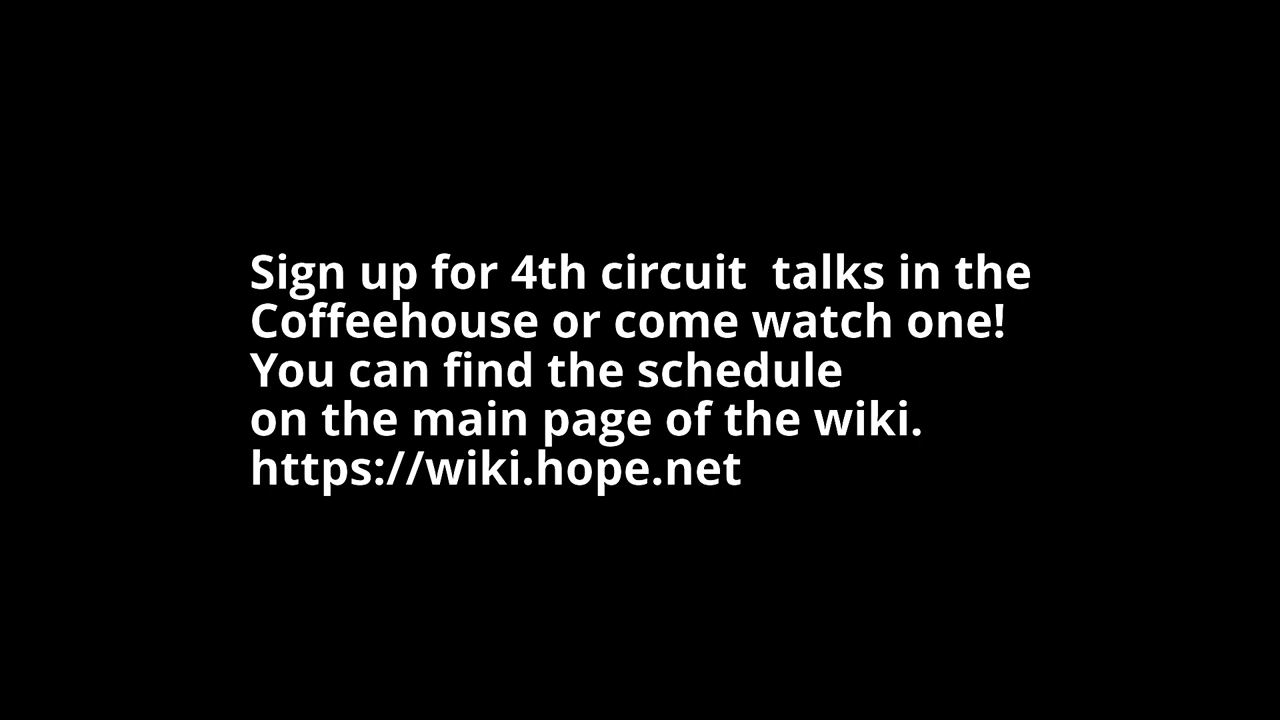 Sign up for 4th circuit  talks in the
Coffeehouse or come watch one!
You can find the schedule
on the main page of the wiki.
https://wiki.hope.net